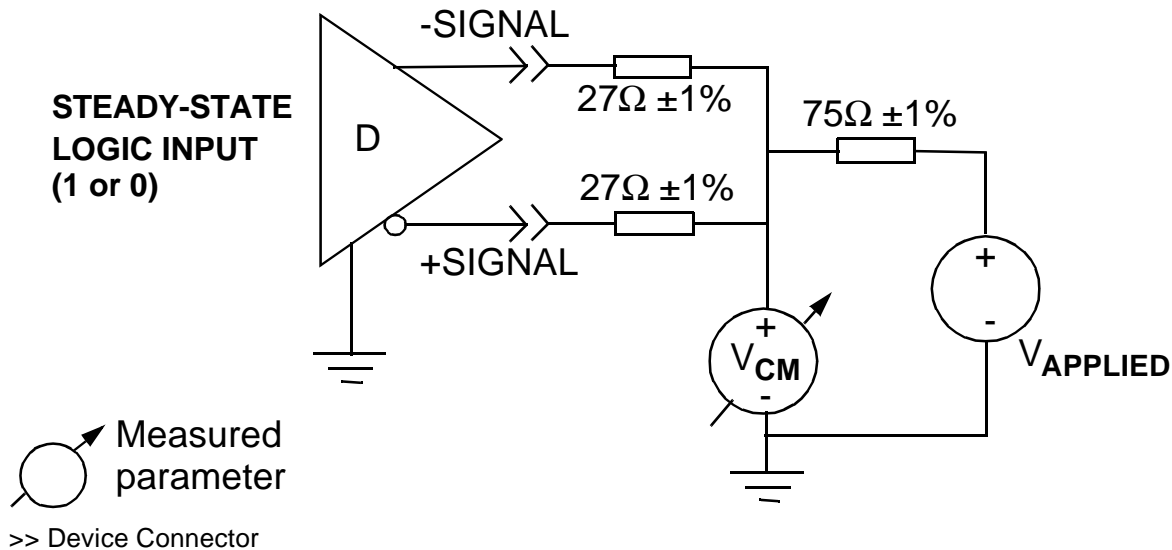 -SIGNAL
27Ω ±1%
75Ω ±1%
STEADY-STATE
LOGIC INPUT
(1 or 0)
D
27Ω ±1%
+SIGNAL
+
-
VAPPLIED
+
VCM
-
Measured
parameter
>> Device Connector